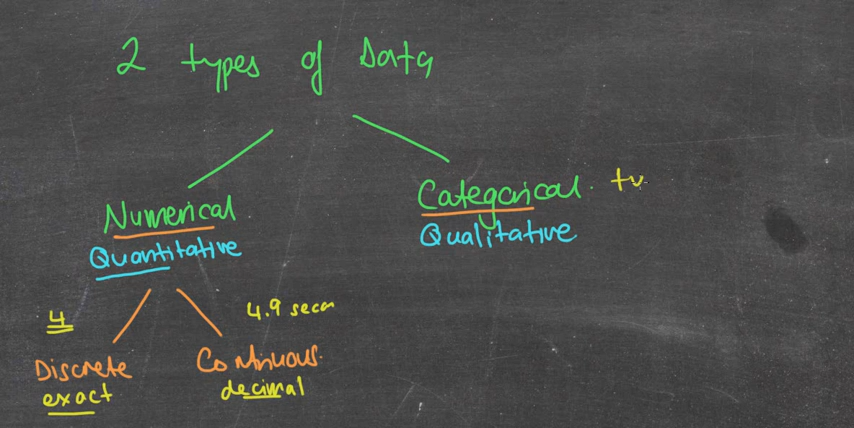 2 types of Data
Numerical
Quantitative
Categorical.
Qualitative
4
4.9 secon
Discrete
exact
Continuous.
decimal